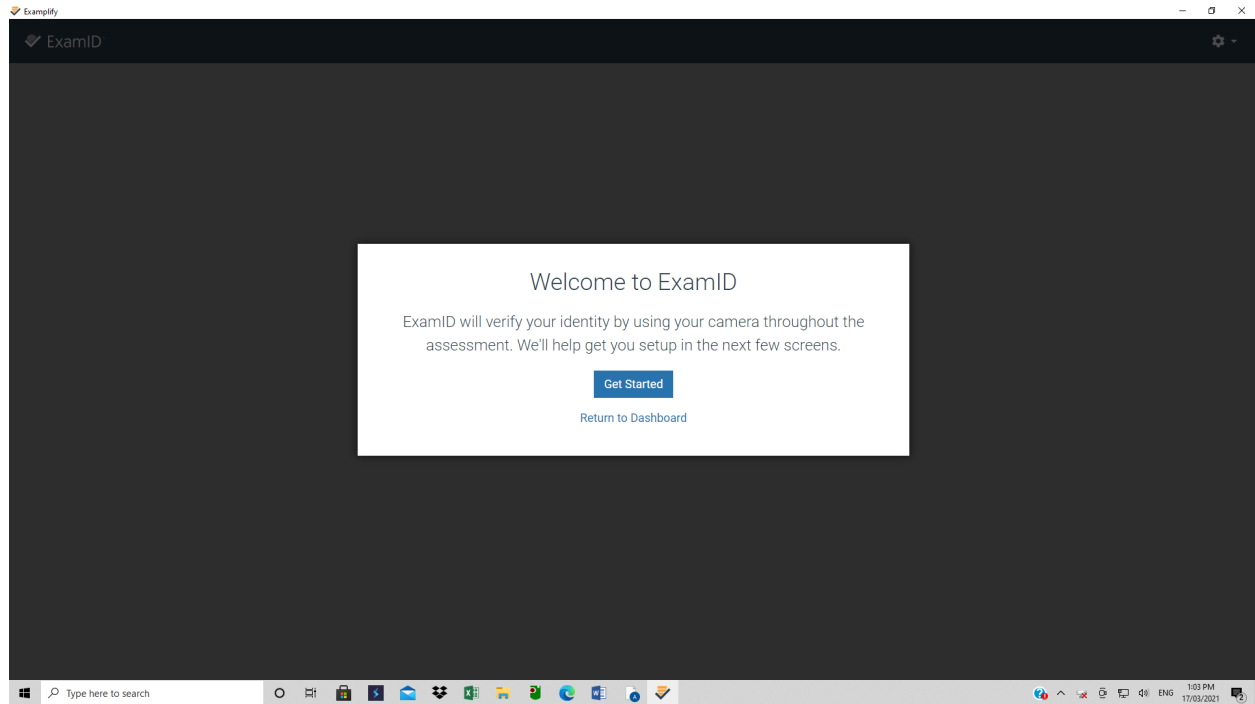 Examplify
ExamID
Welcome to ExamID
ExamID will verify your identity by using your camera throughout the
assessment. We'll help get you setup in the next few screens.
Get Started
Return to Dashboard
Type here to search
ENG
1:03 PM
17/03/2021
2